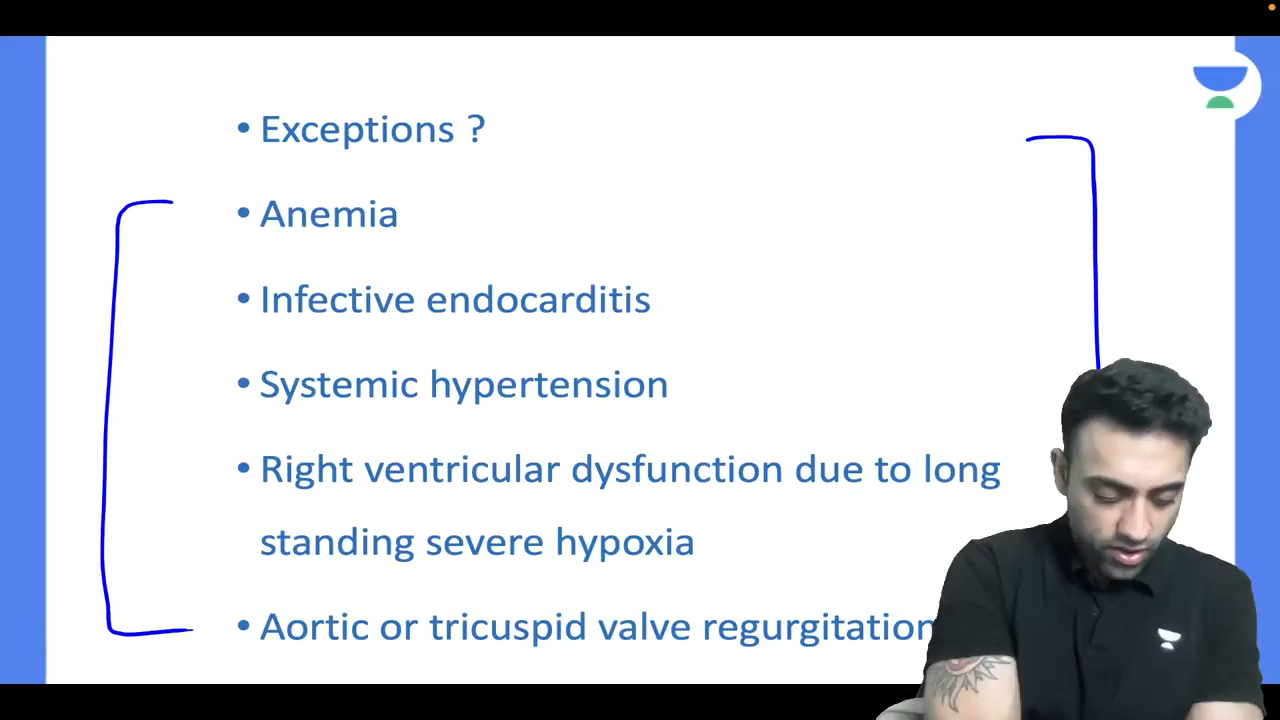 • Exceptions ?
• Anemia
• Infective endocarditis
• Systemic hypertension
• Right ventricular dysfunction due to long
standing severe hypoxia
• Aortic or tricuspid valve regurgitation